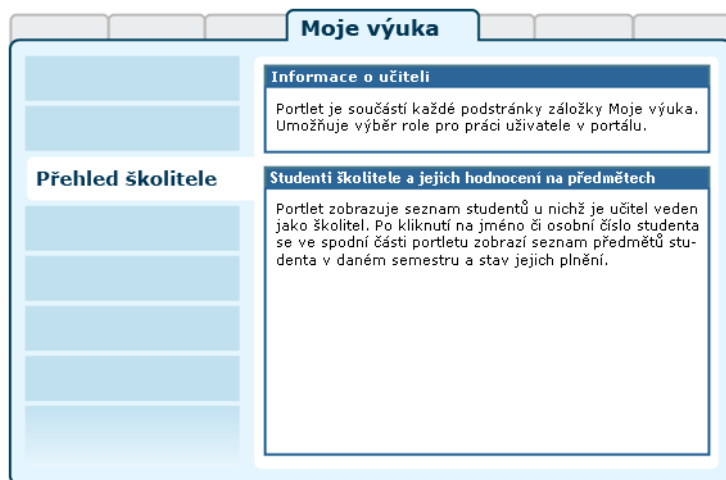 Moje výuka
Informace o učiteli
Portlet je součástí každé podstránky záložky Moje výuka.
Umožňuje výběr role pro práci uživatele v portálu.
Přehled školitele
Studenti školitele a jejich hodnocení na předmětech
Portlet zobrazuje seznam studentů u nichž je učitel veden
jako školitel. Po kliknutí na jméno či osobní číslo studenta
se ve spodní části portletu zobrazí seznam předmětů stu-
denta v daném semestru a stav jejich plnění.